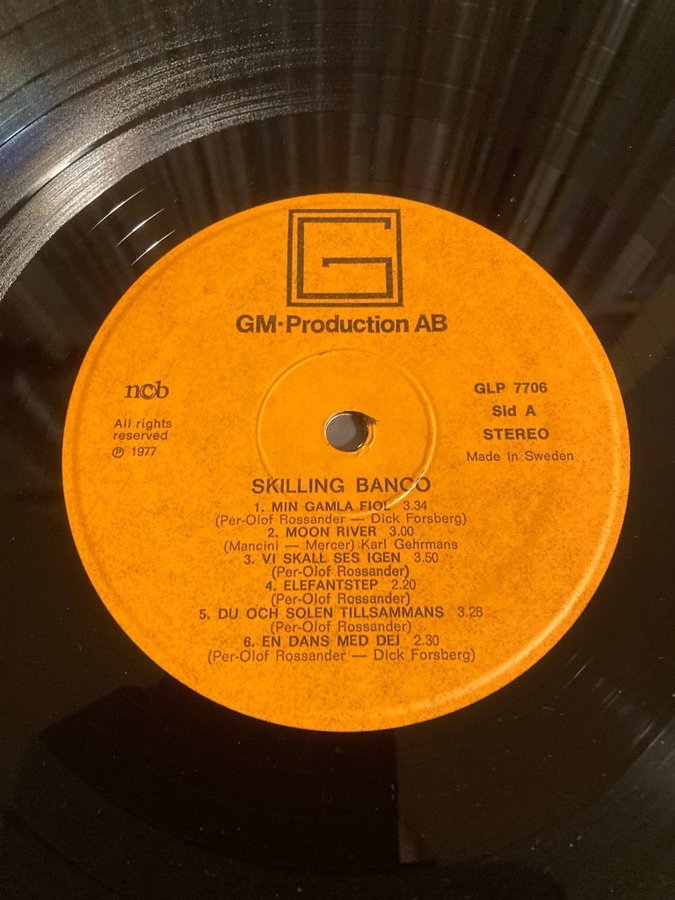 G
GM·Production AB
ncb
All rights
reserved
℗ 1977
GLP 7706
Sid A
STEREO
Made in Sweden
SKILLING BANCO
1. MIN GAMLA FIOL 3.34
(Per-Olof Rossander — Dick Forsberg)
2. MOON RIVER 3.00
(Mancini — Mercer) Karl Gehrmans
3. VI SKALL SES IGEN 3.50
(Per-Olof Rossander)
4. ELEFANTSTEP 2.20
(Per-Olof Rossander)
5. DU OCH SOLEN TILLSAMMANS 3.28
(Per-Olof Rossander)
6. EN DANS MED DEJ 2.30
(Per-Olof Rossander — Dick Forsberg)